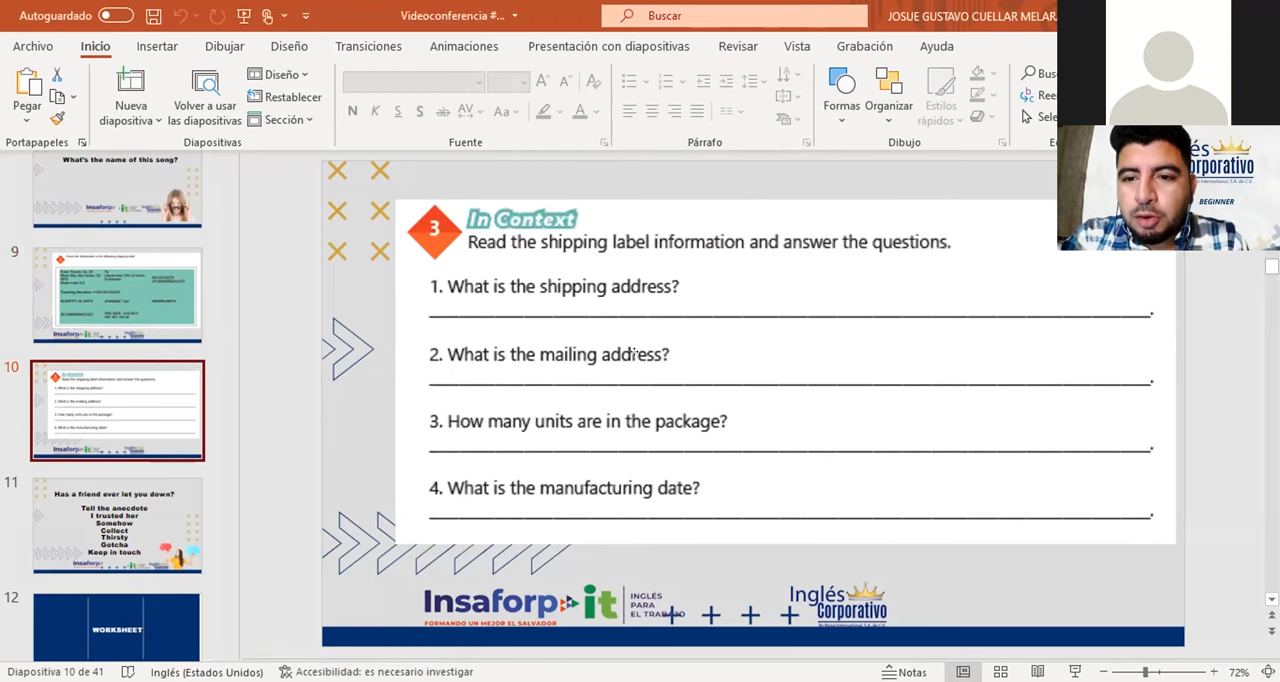 Autoguardado
Videoconferencia #...
Buscar
JOSUE GUSTAVO CUELLAR MELAR
Archivo Inicio Insertar Dibujar Diseño Transiciones Animaciones Presentación con diapositivas Revisar Vista Grabación Ayuda
Pegar
Portapapeles
Nueva
diapositiva
Volver a usar
las diapositivas
Diseño
Restablecer
Sección
Diapositivas
N K S S ab AV Aa A
Fuente
Párrafo
Formas
Organizar
Estilos
rápidos
Dibujo
Bus
Ree
Sele
BEGINNER
What's the name of this song?
9
10
11
Has a friend ever let you down?
Tell the anecdote
I trusted her
Somehow
Collect
Thirsty
Gotcha
Keep in touch
12
WORKSHEET
3
In Context
Read the shipping label information and answer the questions.
1. What is the shipping address?
2. What is the mailing address?
3. How many units are in the package?
4. What is the manufacturing date?
Insaforp it
FORMANDO UN MEJOR EL SALVADOR
INGLÉS
PARA
EL TRABAJO
Inglés
Corporativo
Diapositiva 10 de 41
Inglés (Estados Unidos)
Accesibilidad: es necesario investigar
Notas
72%